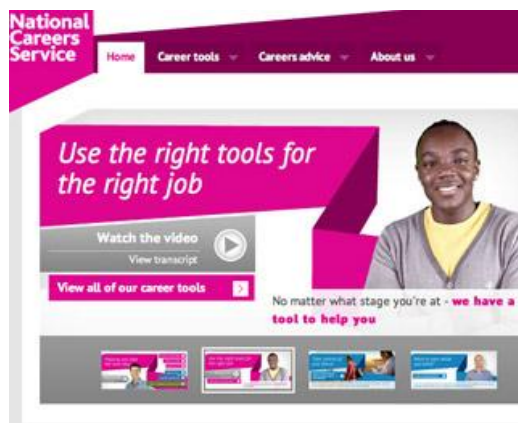 National
Careers
Service
Home
Career tools
Careers advice
About us
Use the right tools for
the right job
Watch the video
View transcript
View all of our career tools
No matter what stage you're at - we have a
tool to help you